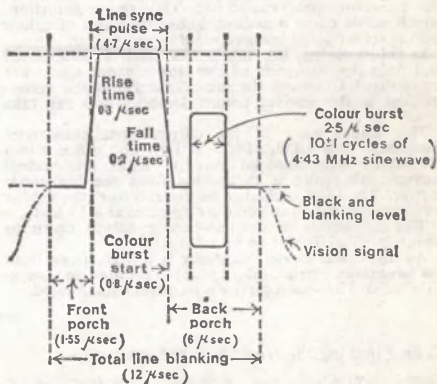 Line sync
pulse
(4·7 μsec)
Rise
time
0·3 μsec
Fall
time
0·3 μsec
Colour burst
2·5 μ sec
(10±1 cycles of
4·43 MHz sine wave)
Black and
blanking level
Vision signal
Colour
burst
start
(0·8 μsec)
Front
porch
(1·55 μsec)
Back
porch
(6 μsec)
Total line blanking
(12 μsec)